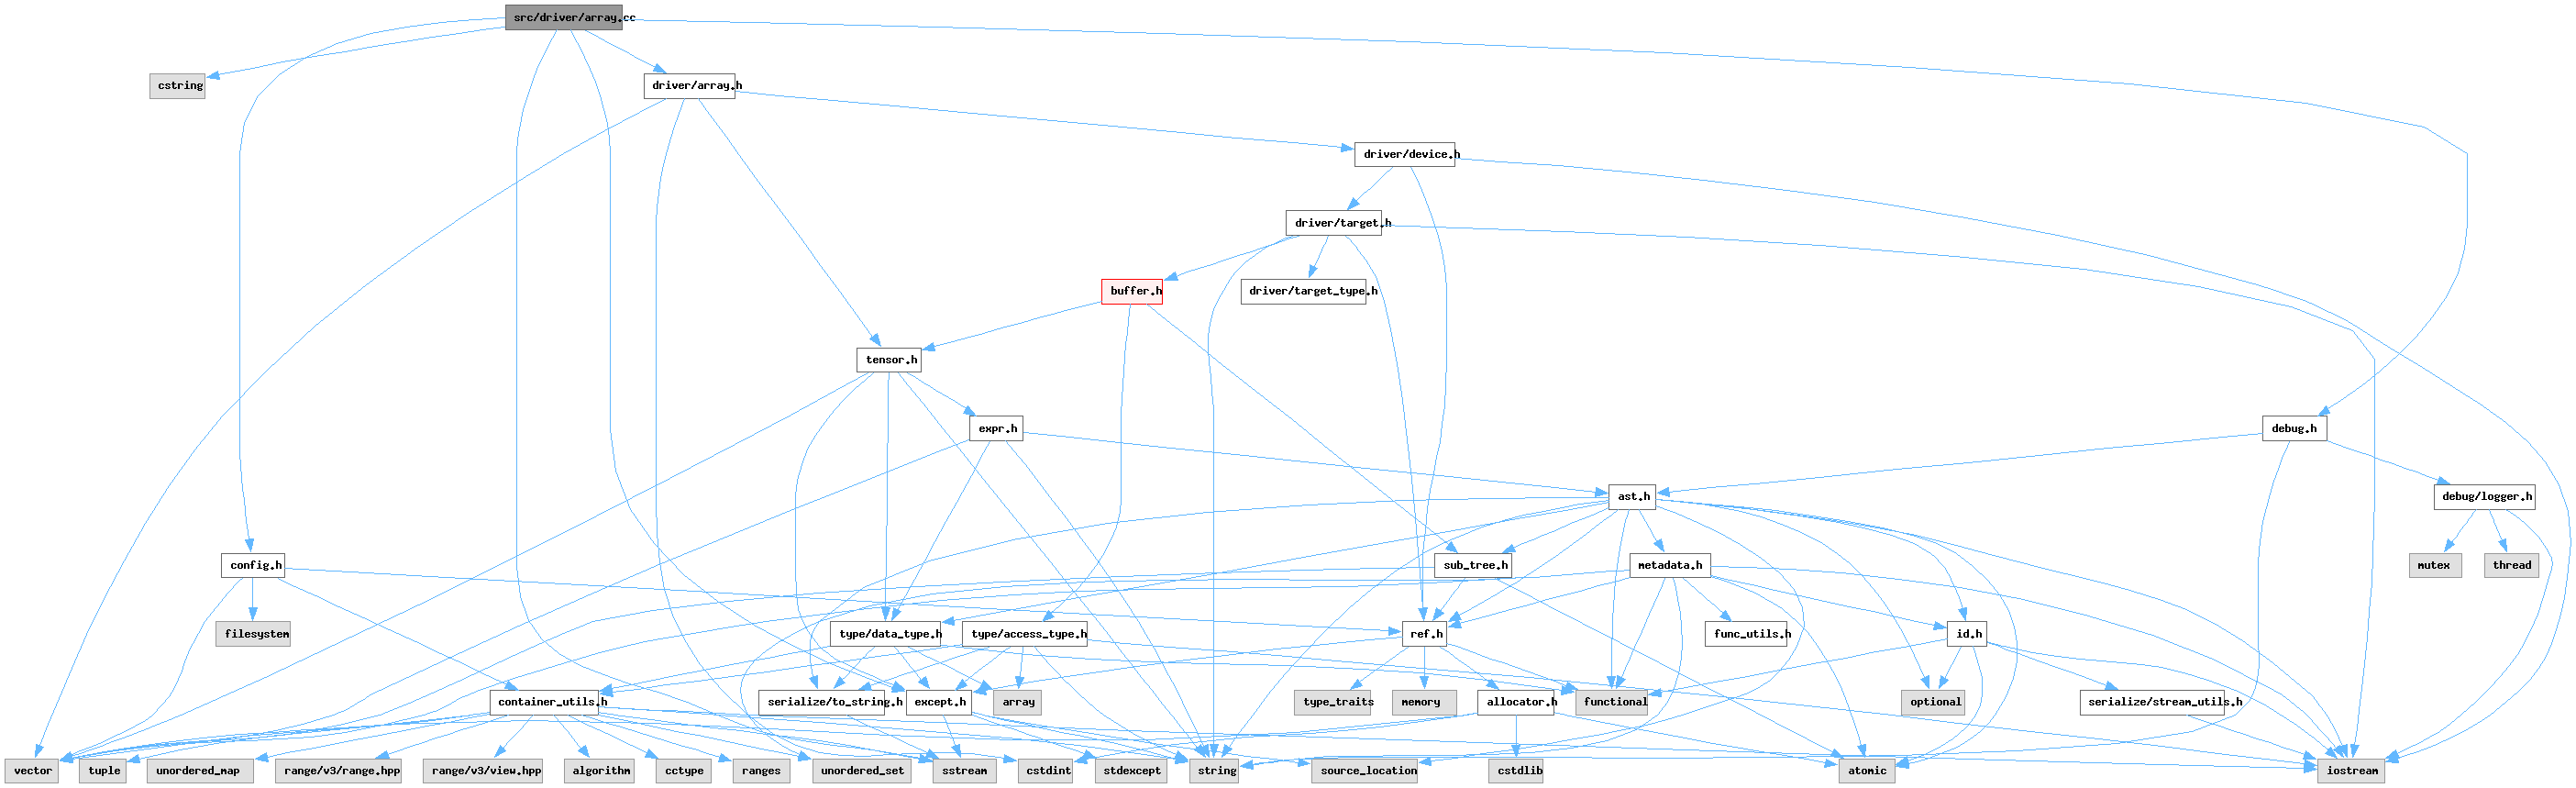 src/driver/array.cc
cstring
driver/array.h
driver/device.h
driver/target.h
buffer.h
driver/target_type.h
tensor.h
expr.h
debug.h
ast.h
debug/logger.h
config.h
sub_tree.h
metadata.h
mutex
thread
filesystem
type/data_type.h
type/access_type.h
ref.h
func_utils.h
id.h
container_utils.h
serialize/to_string.h
except.h
array
type_traits
memory
allocator.h
functional
optional
serialize/stream_utils.h
vector
tuple
unordered_map
range/v3/range.hpp
range/v3/view.hpp
algorithm
cctype
ranges
unordered_set
sstream
cstdint
stdexcept
string
source_location
cstdlib
atomic
iostream